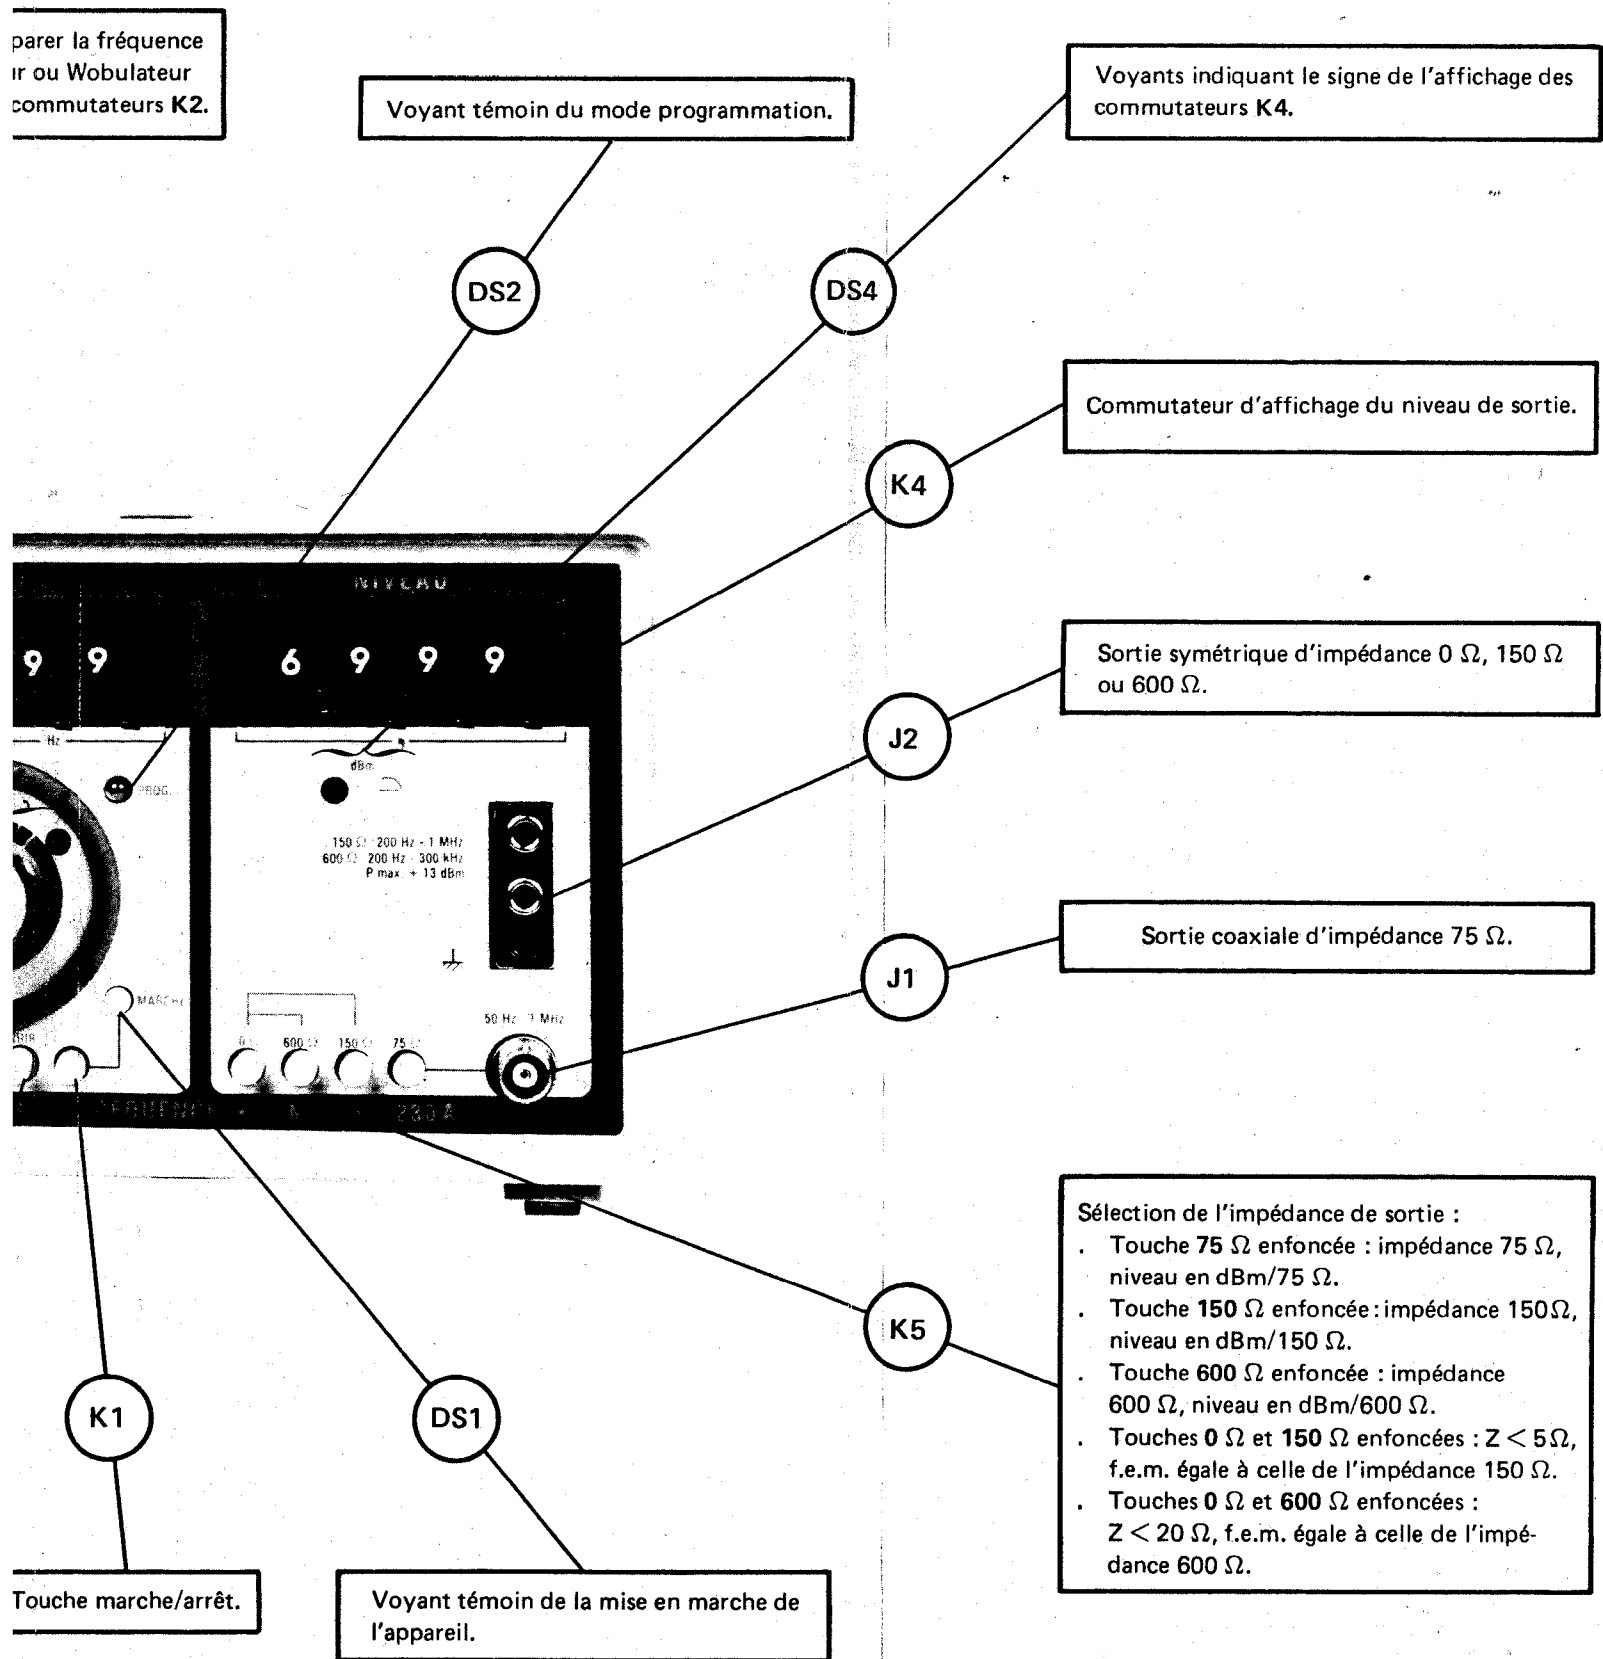 parer la fréquence
ur ou Wobulateur
commutateurs K2.
Voyant témoin du mode programmation.
Voyants indiquant le signe de l'affichage des
commutateurs K4.
DS2
DS4
Commutateur d'affichage du niveau de sortie.
K4
NIVEAU
9 9
6 9 9 9
Sortie symétrique d'impédance 0 Ω, 150 Ω
ou 600 Ω.
J2
Hz
dBm
PROG.
150 Ω 200 Hz - 1 MHz
600 Ω 200 Hz - 300 kHz
P max. + 13 dBm
Sortie coaxiale d'impédance 75 Ω.
J1
MARCHE
50 Hz
MHz
0
600 Ω
150 Ω
75 Ω
Sélection de l'impédance de sortie :
. Touche 75 Ω enfoncée : impédance 75 Ω,
niveau en dBm/75 Ω.
. Touche 150 Ω enfoncée : impédance 150Ω,
niveau en dBm/150 Ω.
. Touche 600 Ω enfoncée : impédance
600 Ω, niveau en dBm/600 Ω.
. Touches 0 Ω et 150 Ω enfoncées : Z < 5Ω,
f.e.m. égale à celle de l'impédance 150 Ω.
. Touches 0 Ω et 600 Ω enfoncées :
Z < 20 Ω, f.e.m. égale à celle de l'impé-
dance 600 Ω.
K5
K1
DS1
Touche marche/arrêt.
Voyant témoin de la mise en marche de
l'appareil.